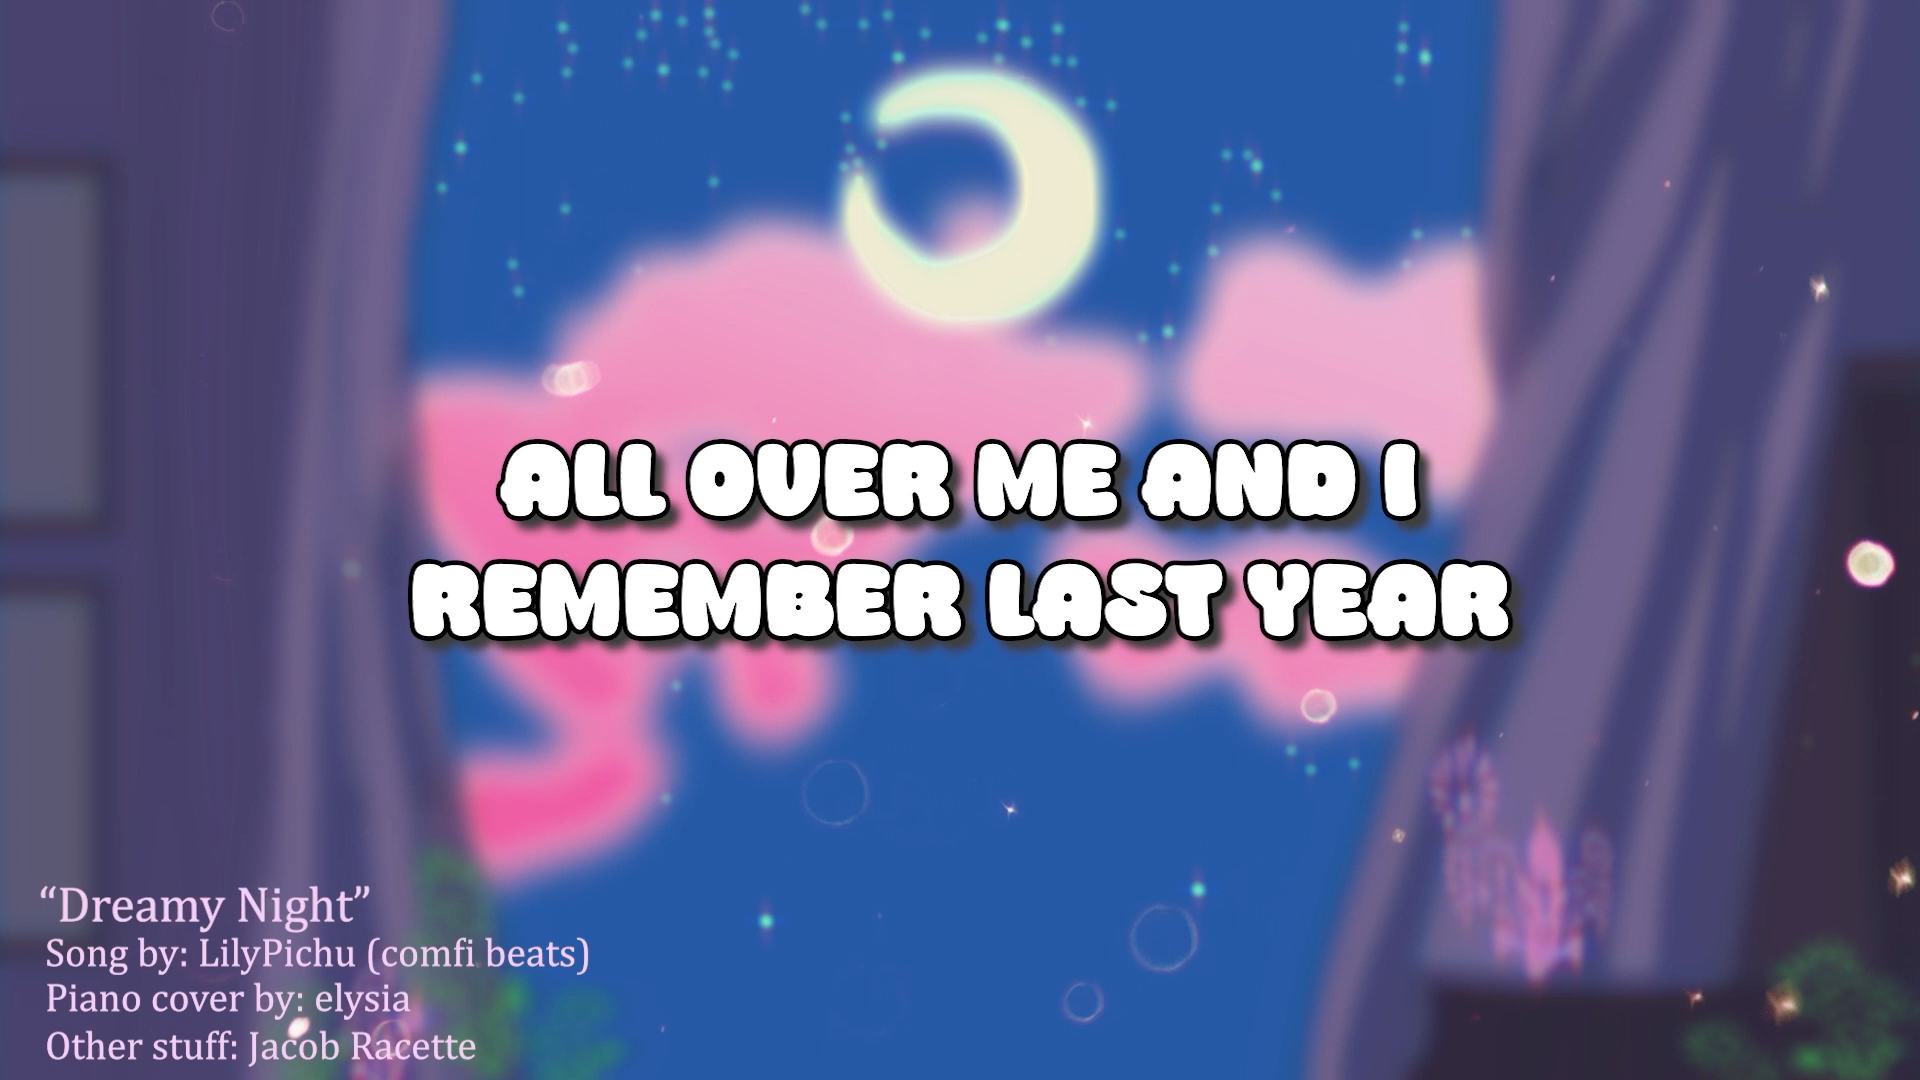 ALL OVER ME AND I
REMEMBER LAST YEAR
“Dreamy Night”
Song by: LilyPichu (comfi beats)
Piano cover by: elysia
Other stuff: Jacob Racette